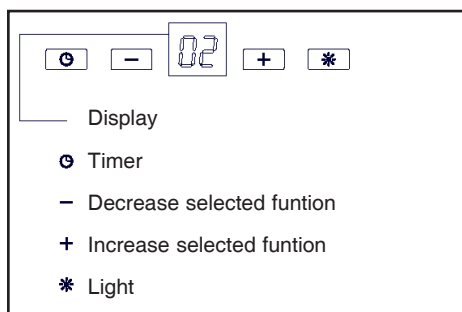 02
Display
Timer
− Decrease selected funtion
+ Increase selected funtion
Light